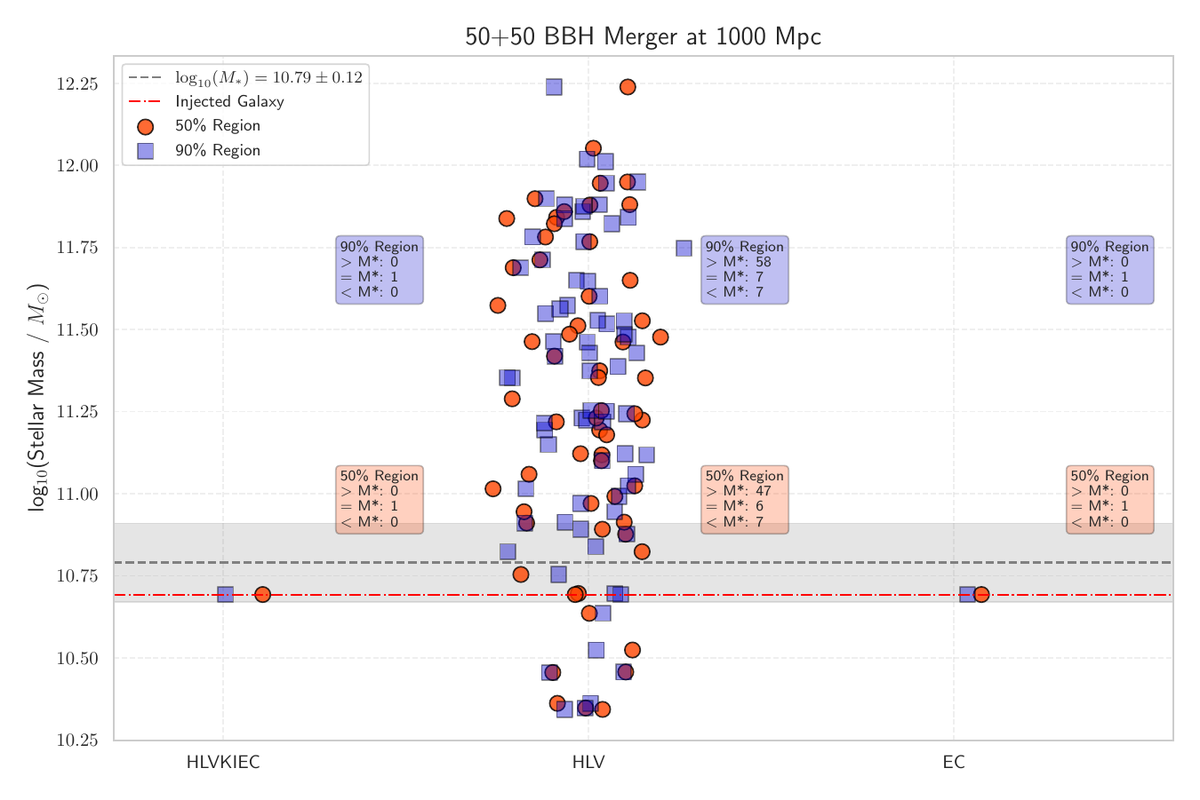 50+50 BBH Merger at 1000 Mpc
log₁₀(M*) = 10.79 ± 0.12
Injected Galaxy
50% Region
90% Region
log₁₀(Stellar Mass / M⊙)
12.25
12.00
11.75
11.50
11.25
11.00
10.75
10.50
10.25
90% Region
> M*: 0
= M*: 1
< M*: 0
90% Region
> M*: 58
= M*: 7
< M*: 7
90% Region
> M*: 0
= M*: 1
< M*: 0
50% Region
> M*: 0
= M*: 1
< M*: 0
50% Region
> M*: 47
= M*: 6
< M*: 7
50% Region
> M*: 0
= M*: 1
< M*: 0
HLVKIEC
HLV
EC